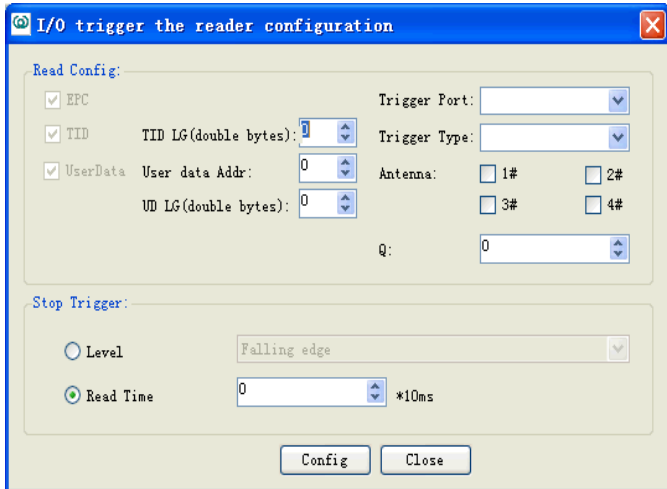 I/O trigger the reader configuration
Read Config:
EPC
Trigger Port:
TID TID LG(double bytes): 0 Trigger Type:
UserData User data Addr: 0 Antenna: 1# 2#
UD LG(double bytes): 0 3# 4#
Q: 0
Stop Trigger:
Level Falling edge
Read Time 0 *10ms
Config Close